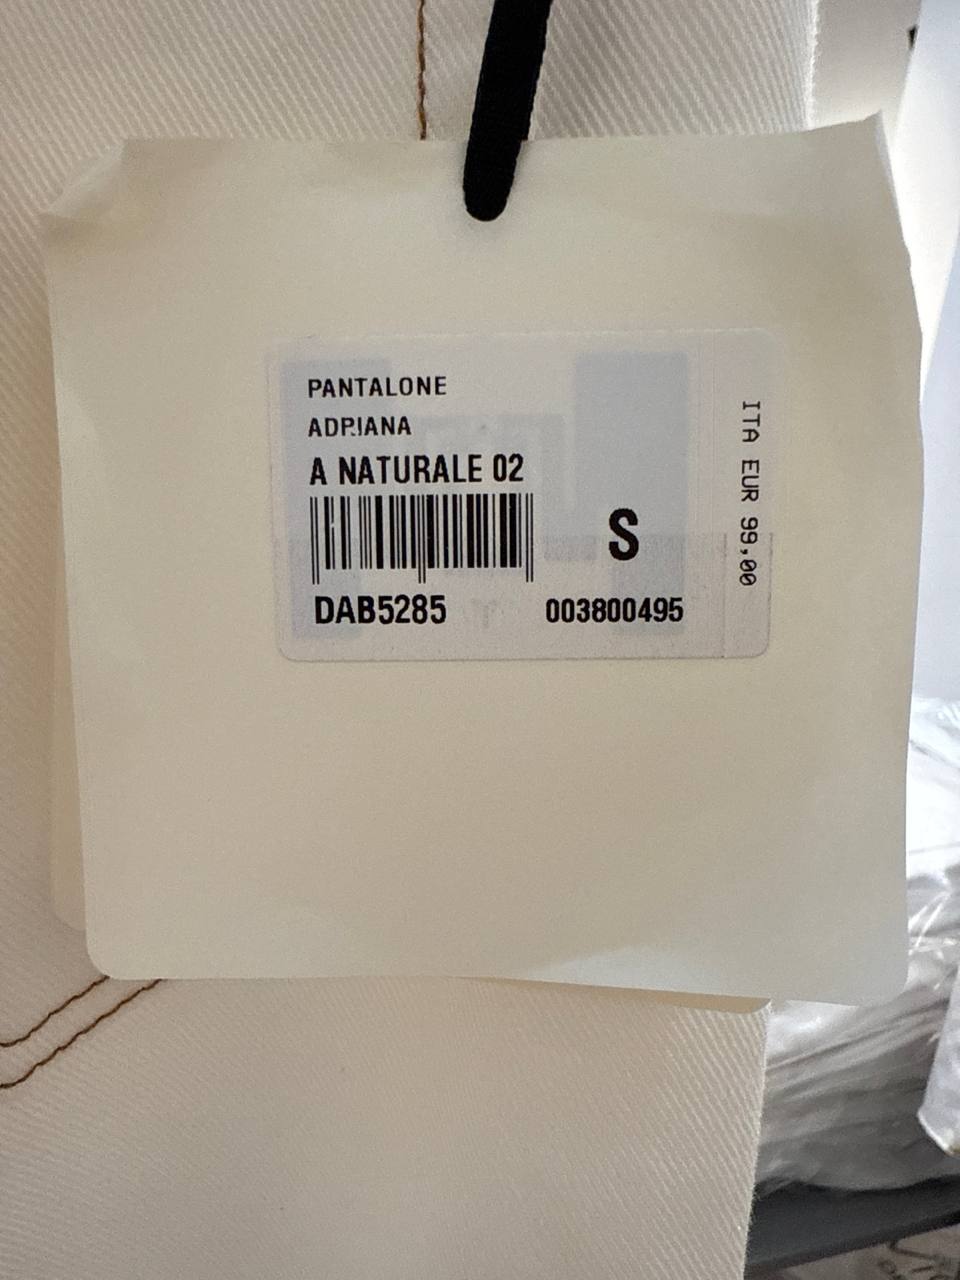 PANTALONE
ADRIANA
A NATURALE 02
S
DAB5285 003800495
ITA EUR 99,00